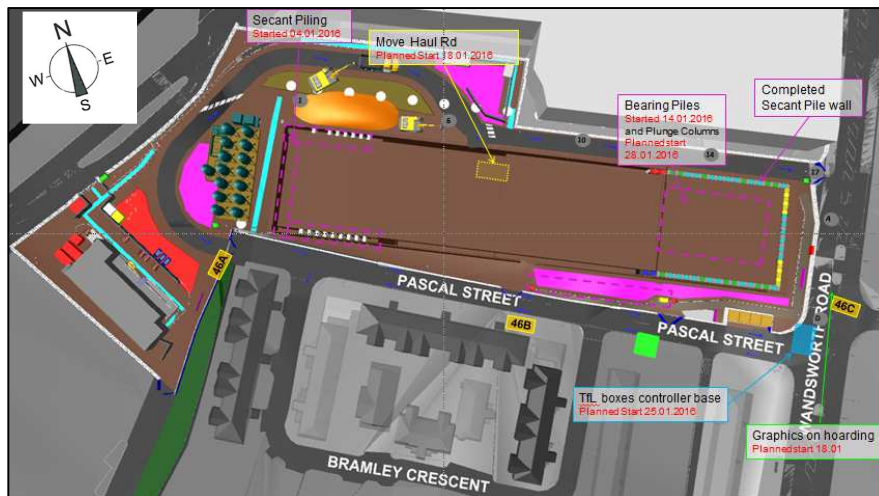 N
W
E
S
Secant Piling
Started 04.01.2016
Move Haul Rd
Planned Start 18.01.2016
Bearing Piles
Started 14.01.2016
and Plunge Columns
Planned start
28.01.2016
Completed
Secant Pile wall
6
10
14
17
A
46A
PASCAL STREET
46B
PASCAL STREET
46C
WANDSWORTH ROAD
TfL boxes controller base
Planned Start 25.01.2016
Graphics on hoarding
Planned start 18.01
BRAMLEY CRESCENT